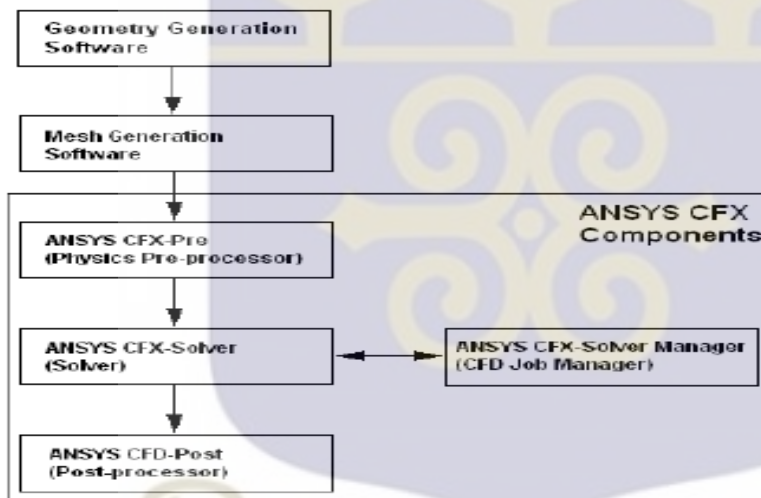 Geometry Generation
Software
Mesh Generation
Software
ANSYS CFX
Components
ANSYS CFX-Pre
(Physics Pre-processor)
ANSYS CFX-Solver
(Solver)
ANSYS CFX-Solver Manager
(CFD Job Manager)
ANSYS CFD-Post
(Post-processor)